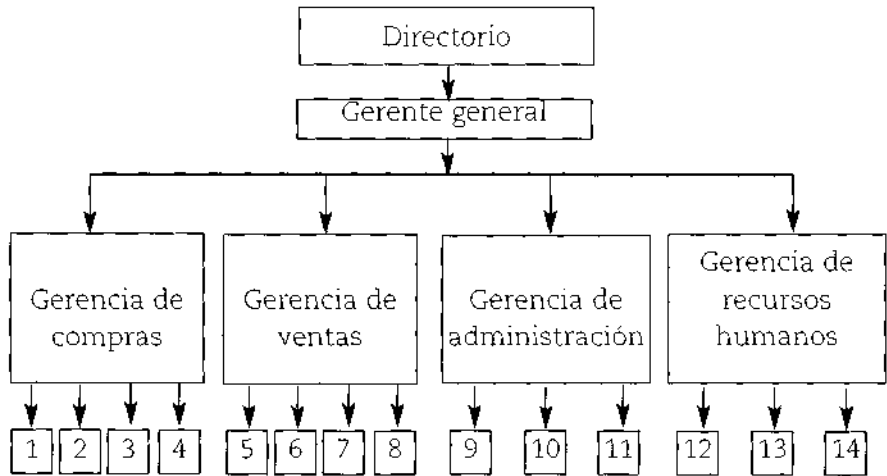 Directorio
Gerente general
Gerencia de
compras
Gerencia de
ventas
Gerencia de
administración
Gerencia de
recursos
humanos
1 2 3 4 5 6 7 8 9 10 11 12 13 14